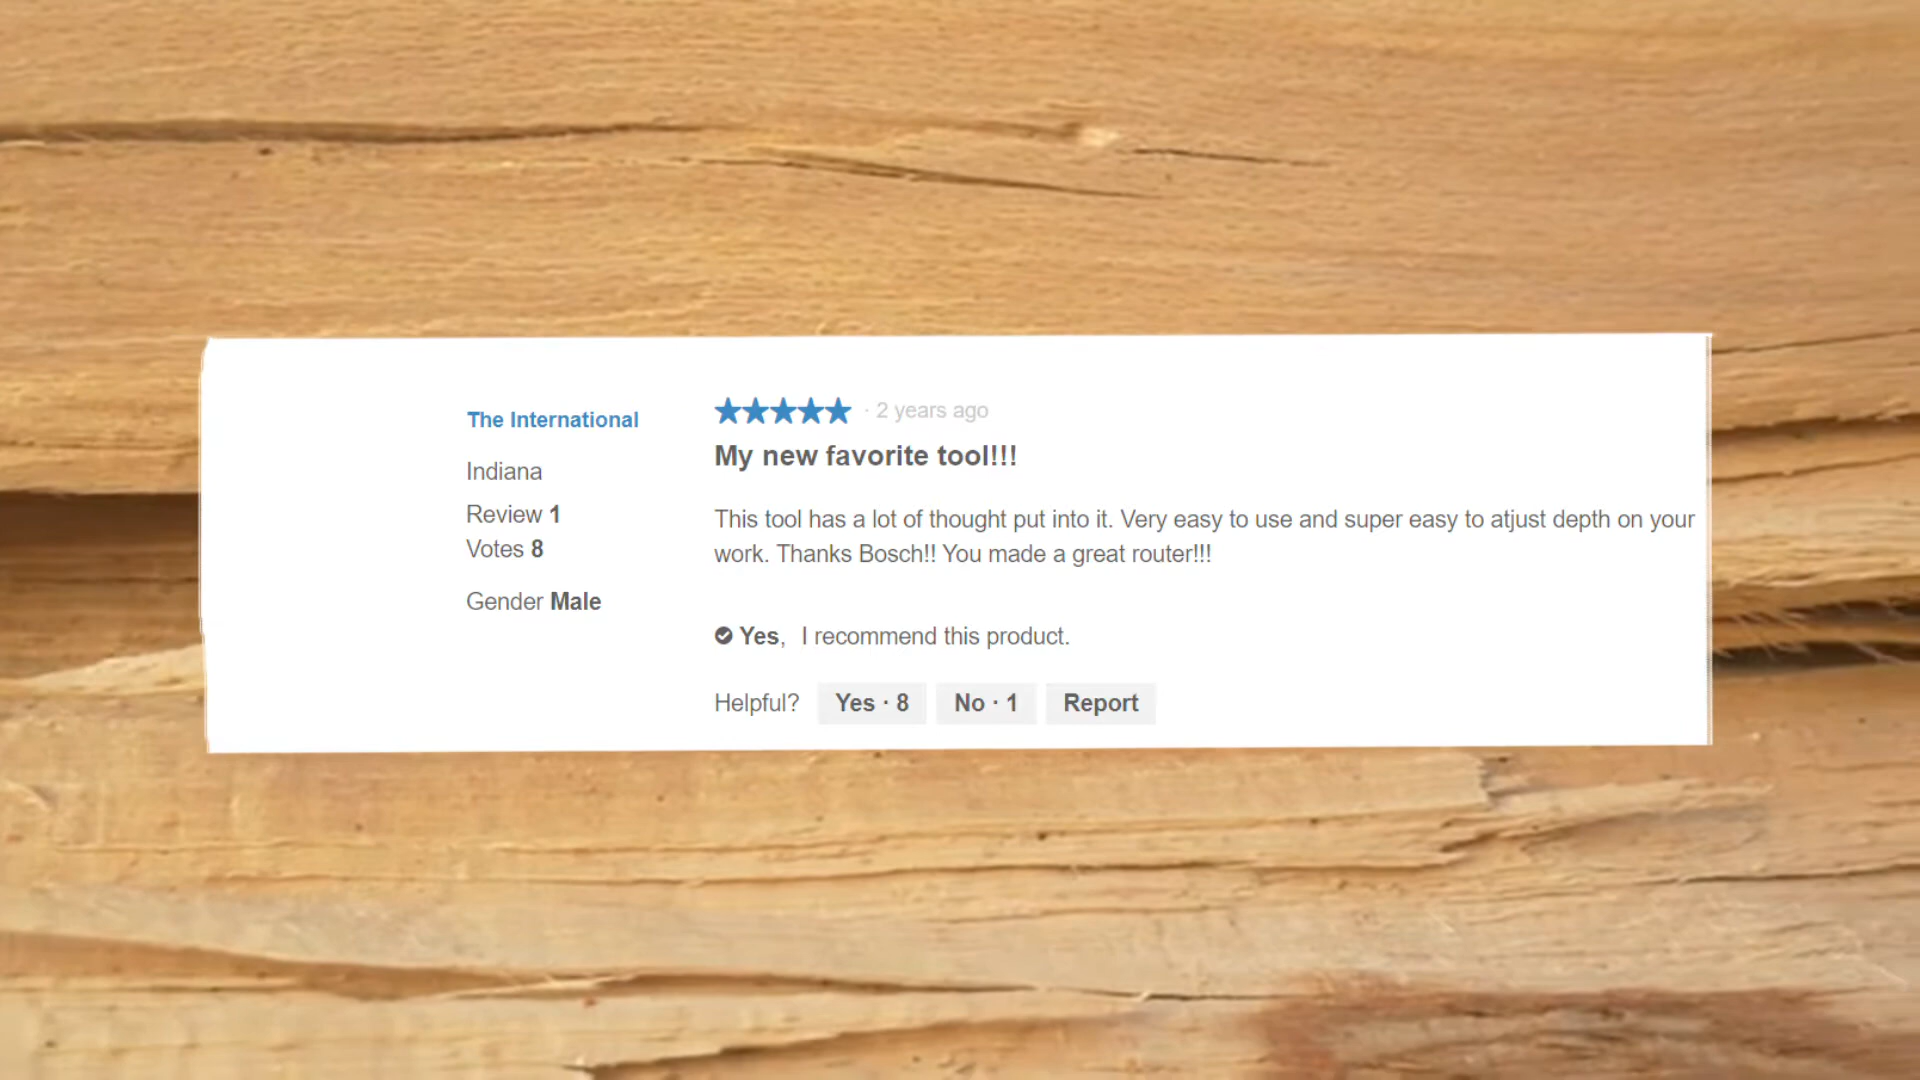 The International
Indiana
Review 1
Votes 8
Gender Male
· 2 years ago
My new favorite tool!!!
This tool has a lot of thought put into it. Very easy to use and super easy to atjust depth on your
work. Thanks Bosch!! You made a great router!!!
Yes, I recommend this product.
Helpful? Yes · 8 No · 1 Report